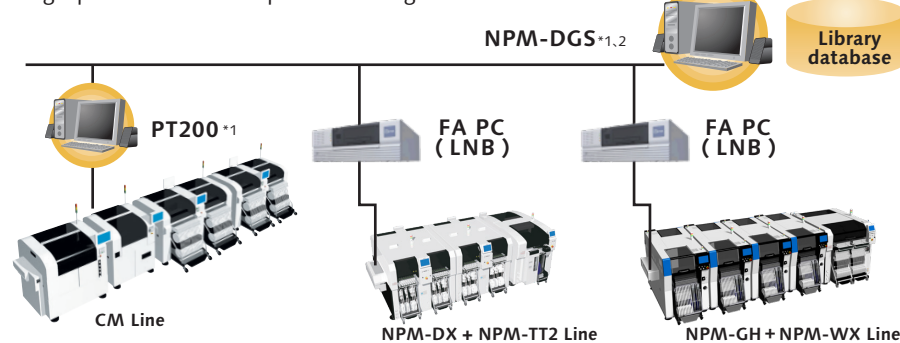 NPM-DGS*1、2
Library
database
PT200 *1
FA PC
( LNB )
FA PC
( LNB )
CM Line
NPM-DX + NPM-TT2 Line
NPM-GH + NPM-WX Line